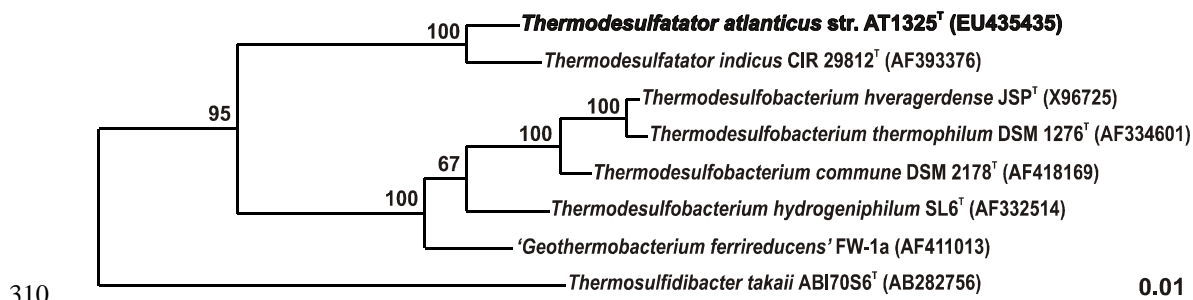 Thermodesulfatator atlanticus str. AT1325ᵀ (EU435435)
100
Thermodesulfatator indicus CIR 29812ᵀ (AF393376)
Thermodesulfobacterium hveragerdense JSPᵀ (X96725)
100
Thermodesulfobacterium thermophilum DSM 1276ᵀ (AF334601)
95
100
67
Thermodesulfobacterium commune DSM 2178ᵀ (AF418169)
100
Thermodesulfobacterium hydrogeniphilum SL6ᵀ (AF332514)
'Geothermobacterium ferrireducens' FW-1a (AF411013)
Thermosulfidibacter takaii ABI70S6ᵀ (AB282756)
0.01
310